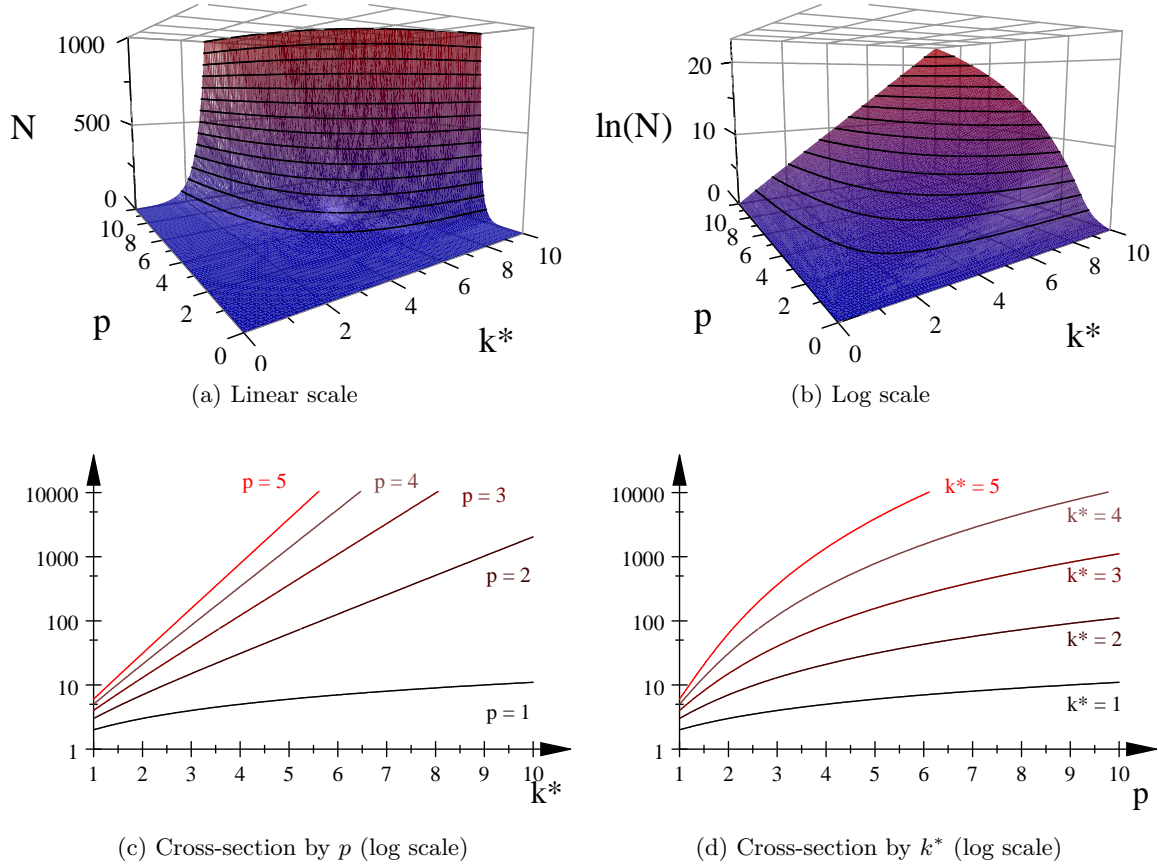 1000
500
0
N
10
8
6
4
2
0
p
0
2
4
6
8
10
k*
(a) Linear scale
20
10
0
ln(N)
10
8
6
4
2
0
p
0
2
4
6
8
10
k*
(b) Log scale
10000
1000
100
10
1
p = 5
p = 4
p = 3
p = 2
p = 1
1 2 3 4 5 6 7 8 9 10
k*
(c) Cross-section by p (log scale)
10000
1000
100
10
1
k* = 5
k* = 4
k* = 3
k* = 2
k* = 1
1 2 3 4 5 6 7 8 9 10
p
(d) Cross-section by k* (log scale)